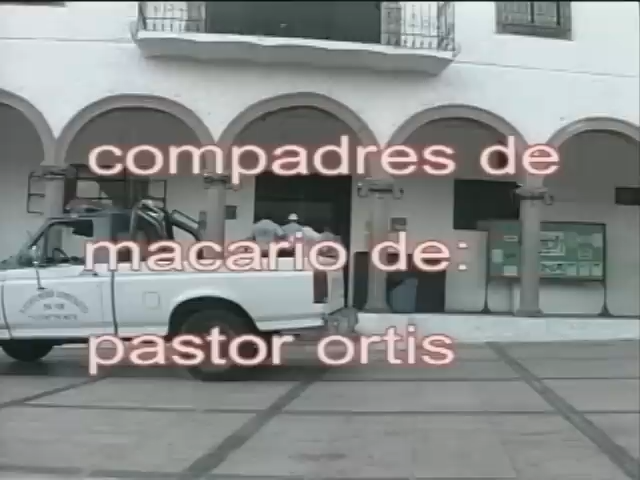 compadres de
macario de:
pastor ortis